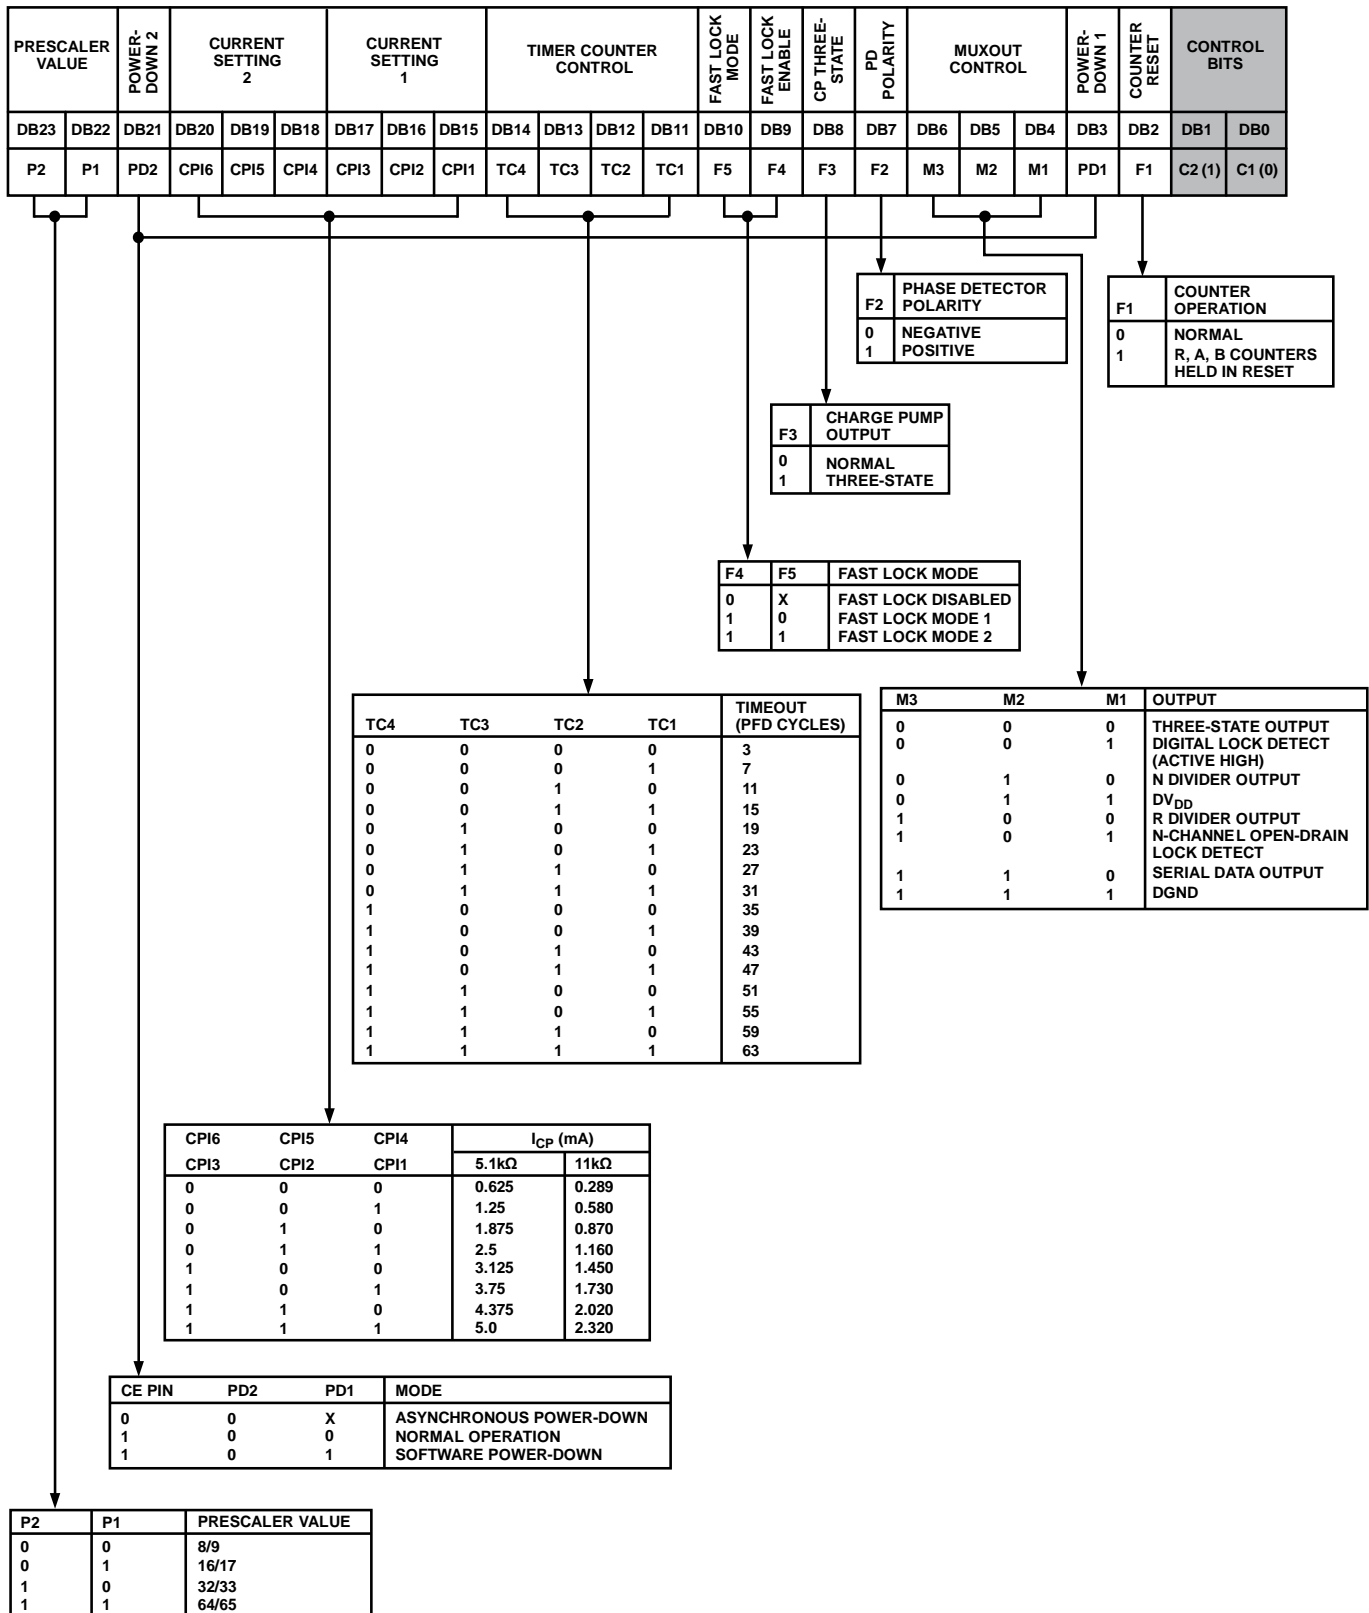 PRESCALER VALUE
POWER-DOWN 2
CURRENT SETTING 2
CURRENT SETTING 1
TIMER COUNTER CONTROL
FAST LOCK MODE
FAST LOCK ENABLE
CP THREE-STATE
PD POLARITY
MUXOUT CONTROL
POWER-DOWN 1
COUNTER RESET
CONTROL BITS
DB23 DB22 DB21 DB20 DB19 DB18 DB17 DB16 DB15 DB14 DB13 DB12 DB11 DB10 DB9 DB8 DB7 DB6 DB5 DB4 DB3 DB2 DB1 DB0
P2 P1 PD2 CPI6 CPI5 CPI4 CPI3 CPI2 CPI1 TC4 TC3 TC2 TC1 F5 F4 F3 F2 M3 M2 M1 PD1 F1 C2 (1) C1 (0)
F2 PHASE DETECTOR POLARITY
0 NEGATIVE
1 POSITIVE
F1 COUNTER OPERATION
0 NORMAL
1 R, A, B COUNTERS
HELD IN RESET
F3 CHARGE PUMP OUTPUT
0 NORMAL
1 THREE-STATE
F4 F5 FAST LOCK MODE
0 X FAST LOCK DISABLED
1 0 FAST LOCK MODE 1
1 1 FAST LOCK MODE 2
M3 M2 M1 OUTPUT
0 0 0 THREE-STATE OUTPUT
0 0 1 DIGITAL LOCK DETECT
(ACTIVE HIGH)
0 1 0 N DIVIDER OUTPUT
0 1 1 DVDD
1 0 0 R DIVIDER OUTPUT
1 0 1 N-CHANNEL OPEN-DRAIN
LOCK DETECT
1 1 0 SERIAL DATA OUTPUT
1 1 1 DGND
TC4 TC3 TC2 TC1 TIMEOUT (PFD CYCLES)
0 0 0 0 3
0 0 0 1 7
0 0 1 0 11
0 0 1 1 15
0 1 0 0 19
0 1 0 1 23
0 1 1 0 27
0 1 1 1 31
1 0 0 0 35
1 0 0 1 39
1 0 1 0 43
1 0 1 1 47
1 1 0 0 51
1 1 0 1 55
1 1 1 0 59
1 1 1 1 63
CPI6 CPI5 CPI4 ICP (mA)
CPI3 CPI2 CPI1 5.1kΩ 11kΩ
0 0 0 0.625 0.289
0 0 1 1.25 0.580
0 1 0 1.875 0.870
0 1 1 2.5 1.160
1 0 0 3.125 1.450
1 0 1 3.75 1.730
1 1 0 4.375 2.020
1 1 1 5.0 2.320
CE PIN PD2 PD1 MODE
0 0 X ASYNCHRONOUS POWER-DOWN
1 0 0 NORMAL OPERATION
1 0 1 SOFTWARE POWER-DOWN
P2 P1 PRESCALER VALUE
0 0 8/9
0 1 16/17
1 0 32/33
1 1 64/65